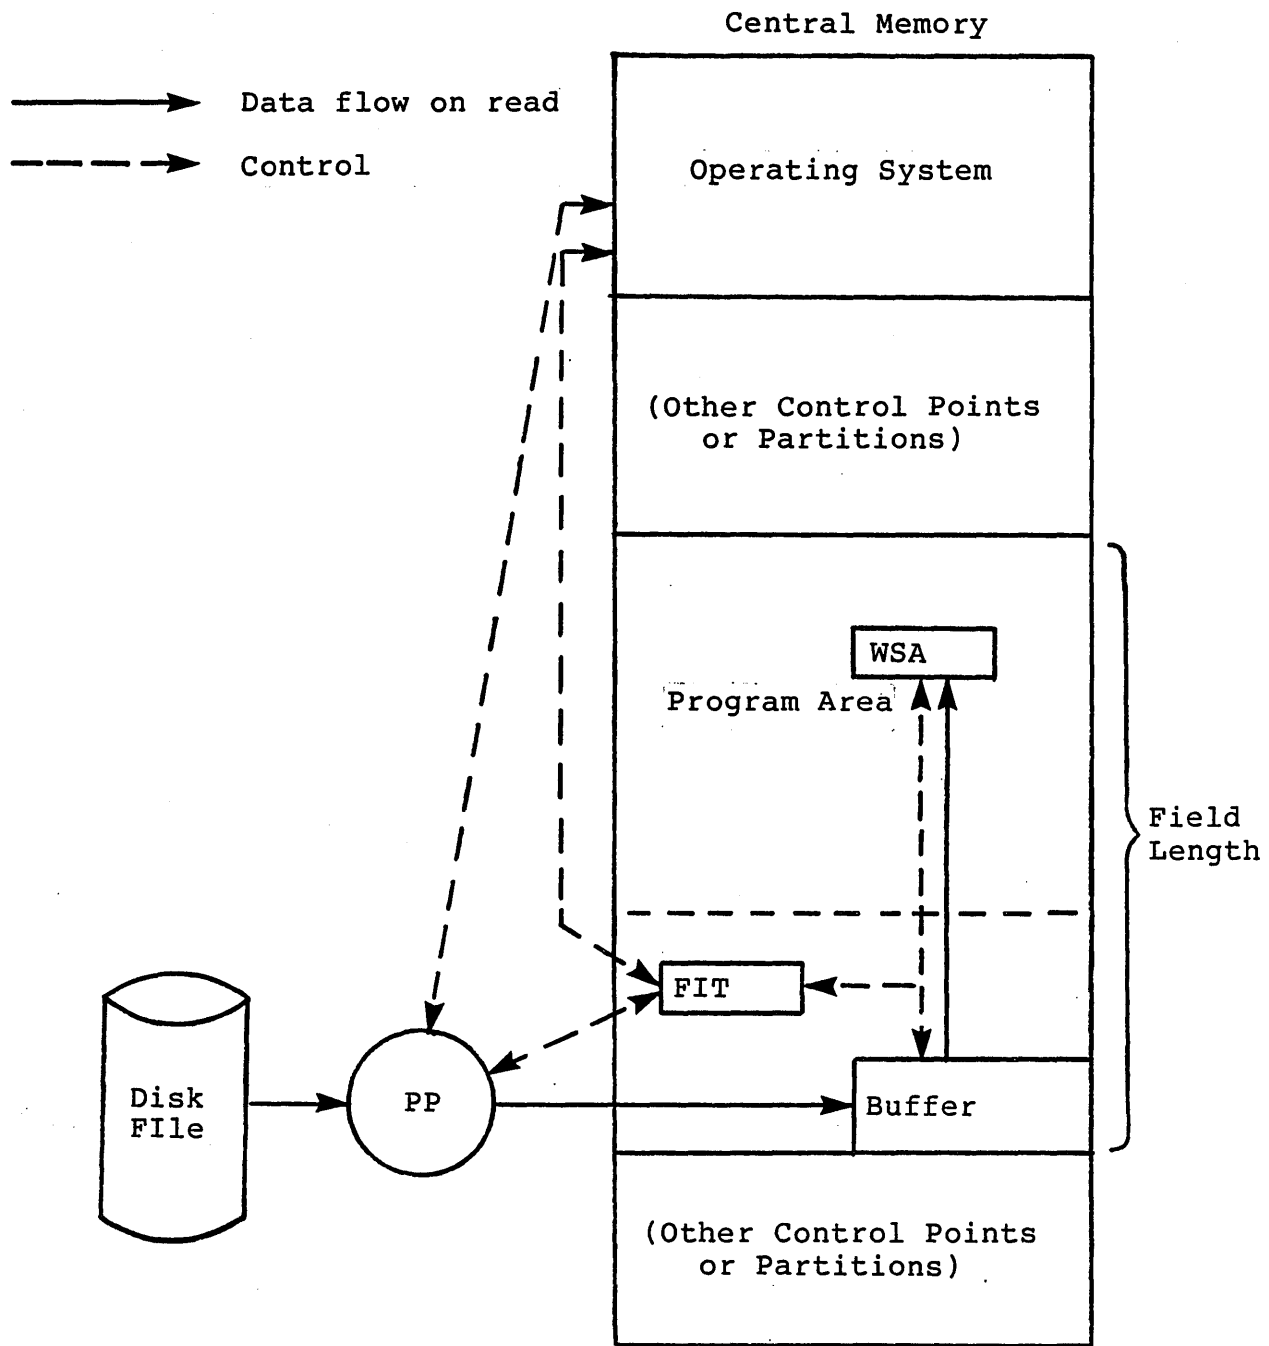 Central Memory
Data flow on read
Control
Operating System
(Other Control Points
or Partitions)
WSA
Program Area
Field
Length
FIT
Disk
FIle
PP
Buffer
(Other Control Points
or Partitions)